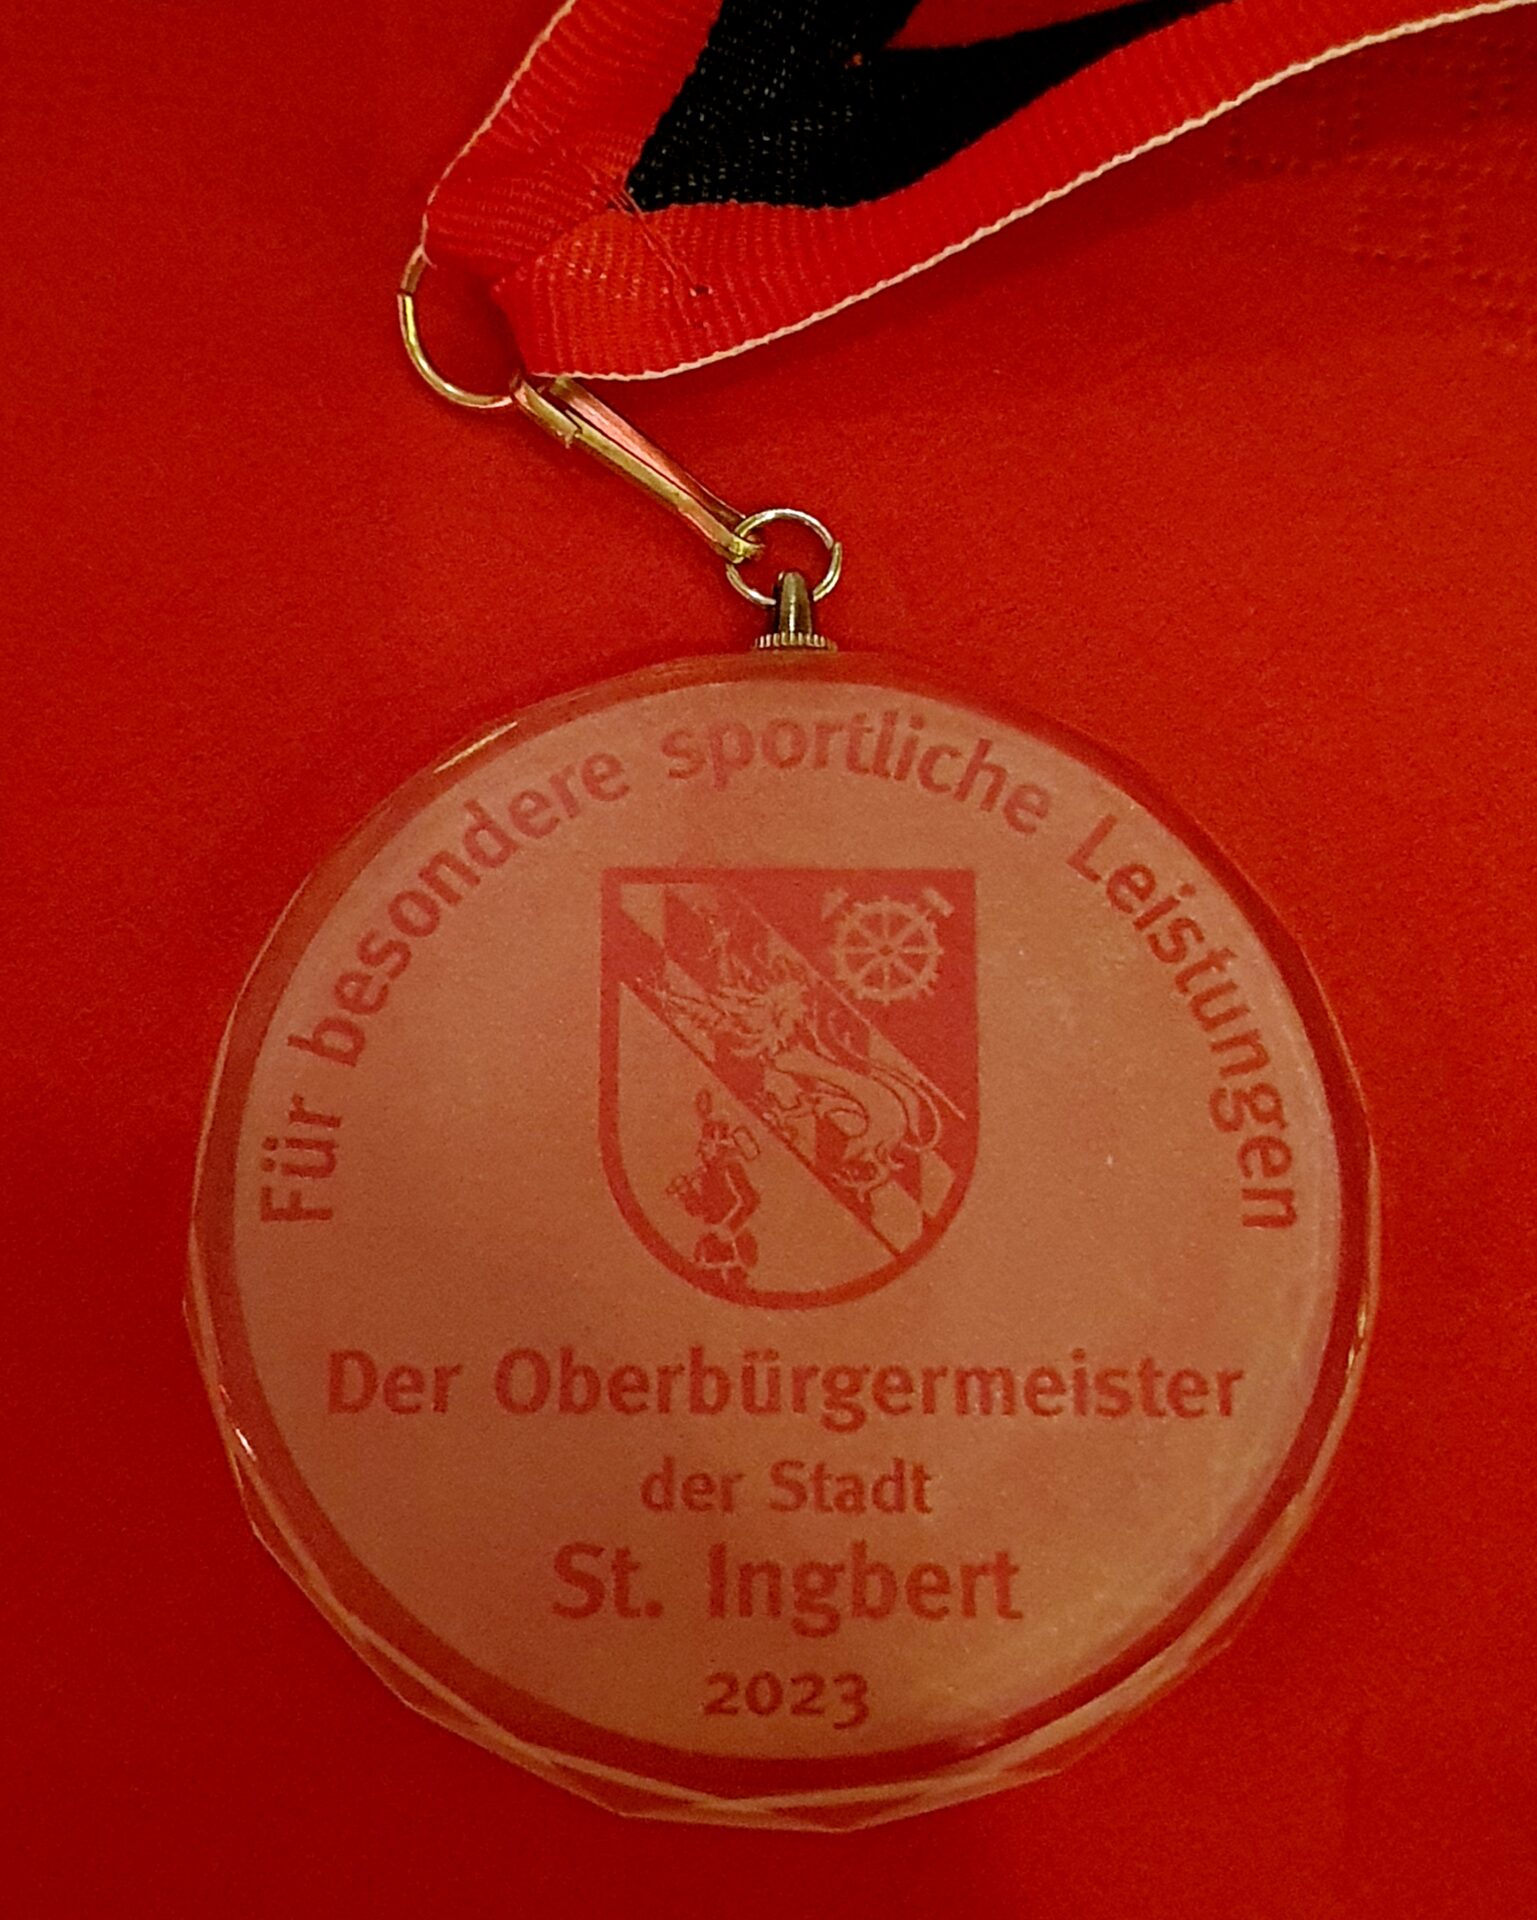 Für besondere sportliche Leistungen
Der Oberbürgermeister
der Stadt
St. Ingbert
2023